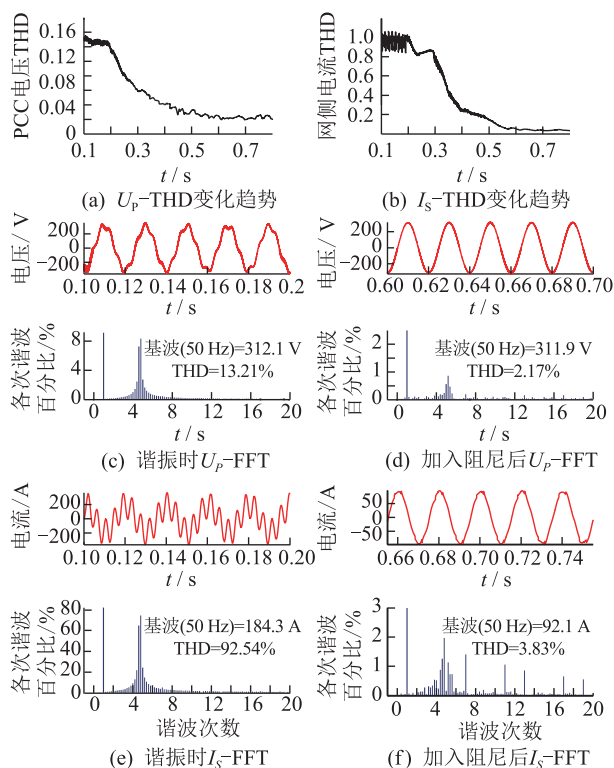 PCC电压THD
0.16
0.12
0.08
0.04
0
0.1 0.3 0.5 0.7
t / s
(a) U_P-THD变化趋势
网侧电流THD
1.0
0.8
0.6
0.4
0.2
0.1 0.3 0.5 0.7
t / s
(b) I_S-THD变化趋势
电压/ V
200
0
−200
0.10 0.12 0.14 0.16 0.18 0.2
t / s
各次谐波
百分比/%
8
4
0
基波(50 Hz)=312.1 V
THD=13.21%
0 4 8 12 16 20
t / s
(c) 谐振时U_P-FFT
电压/ V
200
0
−200
0.60 0.62 0.64 0.66 0.68 0.70
t / s
各次谐波
百分比/%
2
1
0
基波(50 Hz)=311.9 V
THD=2.17%
0 4 8 12 16 20
t / s
(d) 加入阻尼后U_P-FFT
电流/A
200
0
−200
0.10 0.12 0.14 0.16 0.18 0.20
t / s
各次谐波
百分比/%
80
60
40
20
0
基波(50 Hz)=184.3 A
THD=92.54%
0 4 8 12 16 20
谐波次数
(e) 谐振时I_S-FFT
电流/A
50
0
−50
0.66 0.68 0.70 0.72 0.74
t / s
各次谐波
百分比/%
3
2
1
0
基波(50 Hz)=92.1 A
THD=3.83%
0 4 8 12 16 20
谐波次数
(f) 加入阻尼后I_S-FFT